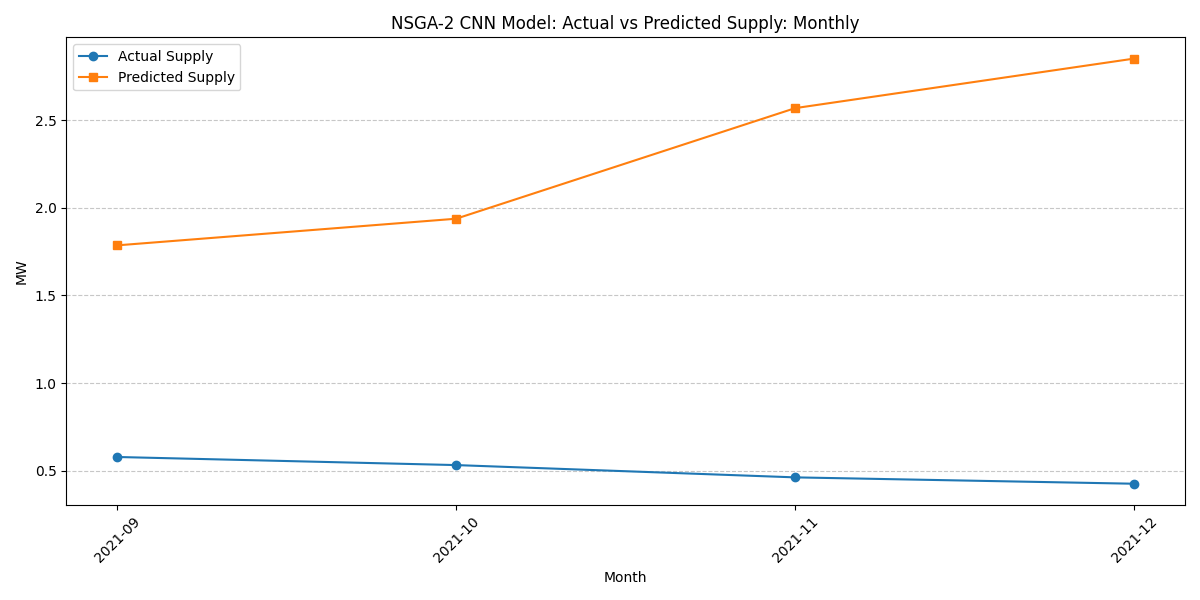 NSGA-2 CNN Model: Actual vs Predicted Supply: Monthly
Actual Supply
Predicted Supply
MW
2.5
2.0
1.5
1.0
0.5
2021-09
2021-10
2021-11
2021-12
Month